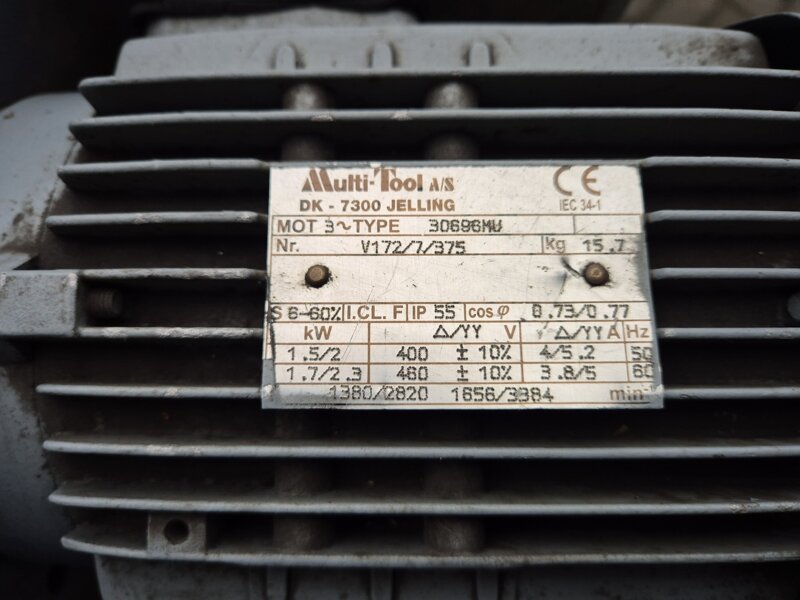 Multi-Tool A/S
DK - 7300 JELLING
CE
IEC 34-1
MOT 3~TYPE 30696MU
Nr. V172/7/375 kg 15.7
S 6-60% I.CL. F IP 55 cosφ 0.73/0.77
kW △/YY V △/YY A Hz
1.5/2 400 ±10% 4/5.2 50
1.7/2.3 460 ±10% 3.8/5 60
1380/2820 1656/3384 min